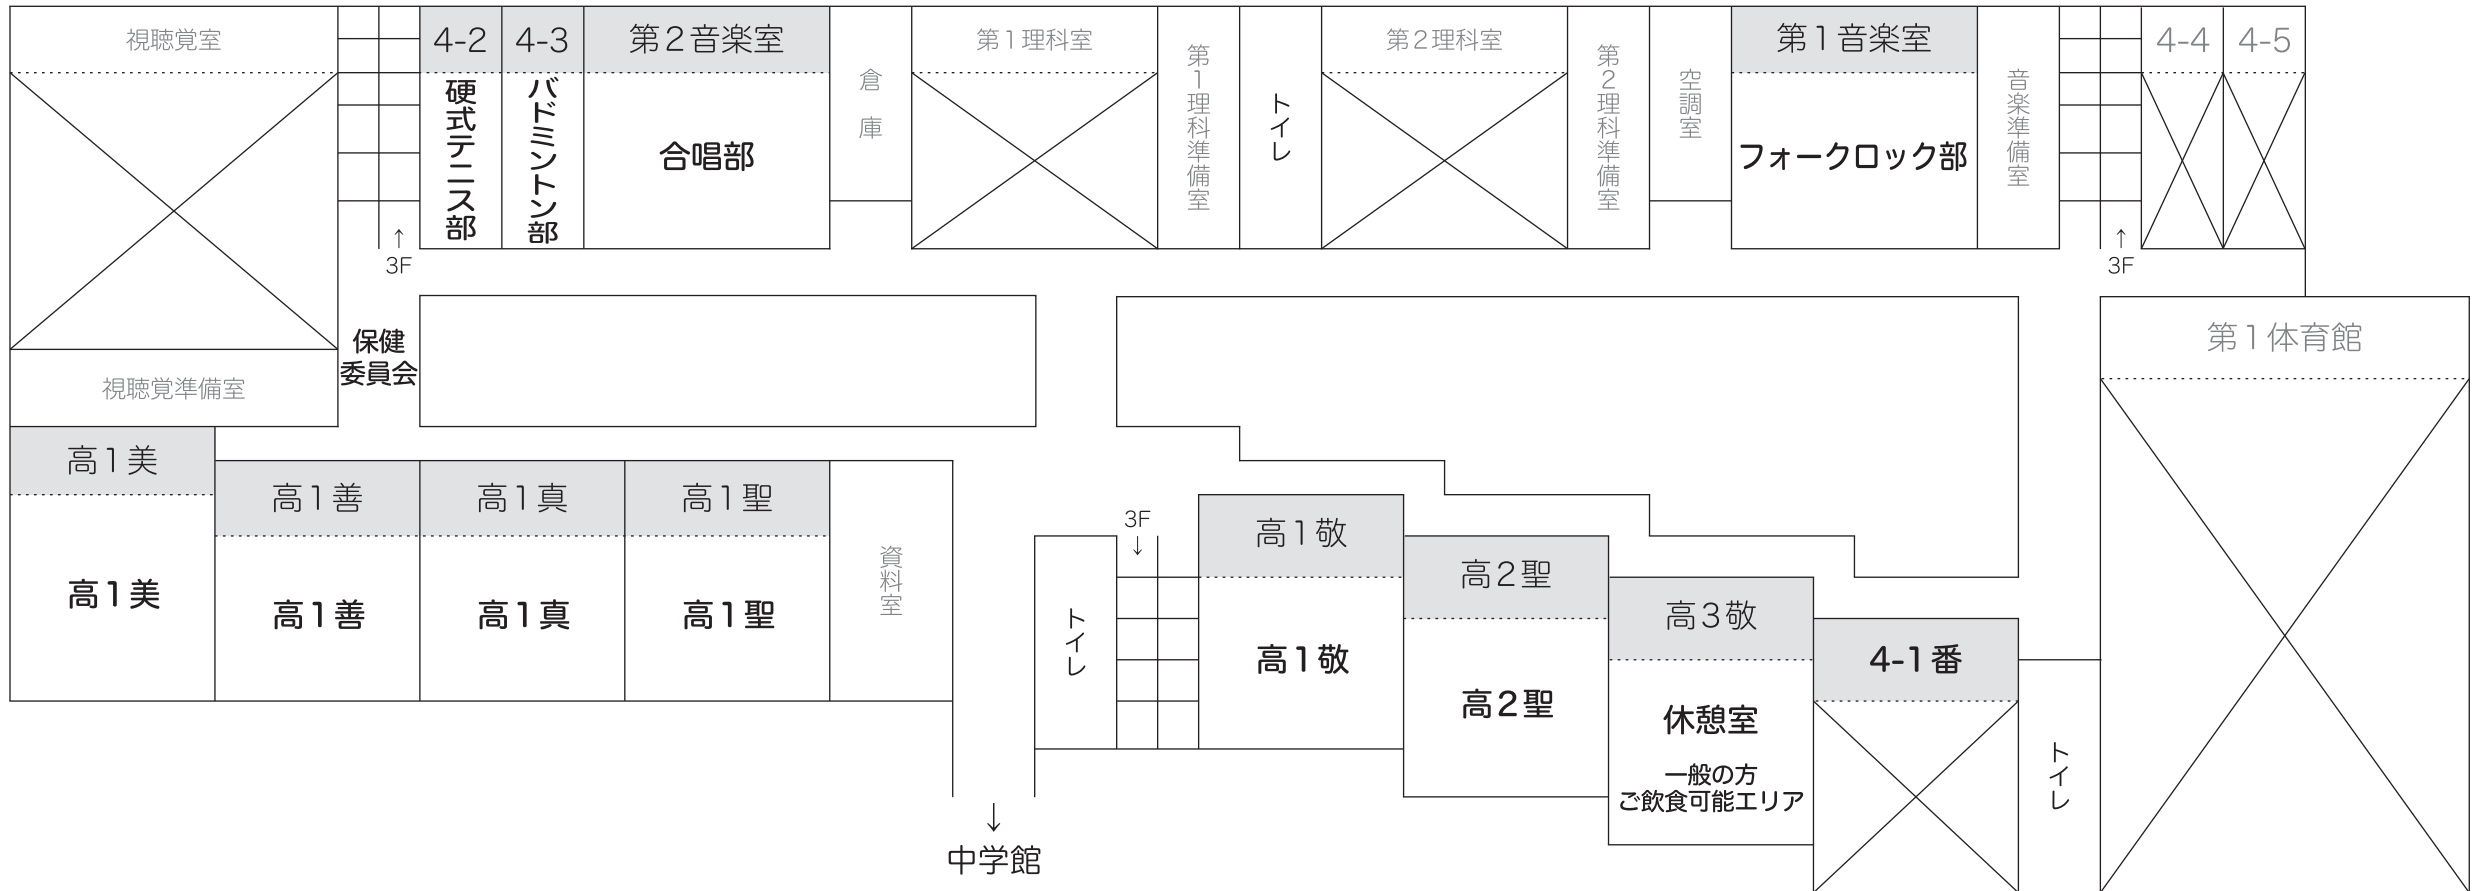 視聴覚室
4-2
硬式テニス部
4-3
バドミントン部
第２音楽室
合唱部
倉庫
第１理科室
第1理科準備室
トイレ
第２理科室
第2理科準備室
空調室
第１音楽室
フォークロック部
音楽準備室
4-4
4-5
↑
3F
↑
3F
保健
委員会
視聴覚準備室
第１体育館
高１美
高１美
高１善
高１善
高１真
高１真
高１聖
高１聖
資料室
トイレ
3F
↓
高１敬
高１敬
高２聖
高２聖
高３敬
休憩室
一般の方
ご飲食可能エリア
4-1番
トイレ
↓
中学館